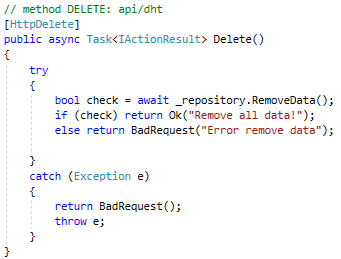 // method DELETE: api/dht
[HttpDelete]
public async Task<IActionResult> Delete()
{
    try
    {
        bool check = await _repository.RemoveData();
        if (check) return Ok("Remove all data!");
        else return BadRequest("Error remove data");

    }
    catch (Exception e)
    {
        return BadRequest();
        throw e;
    }
}